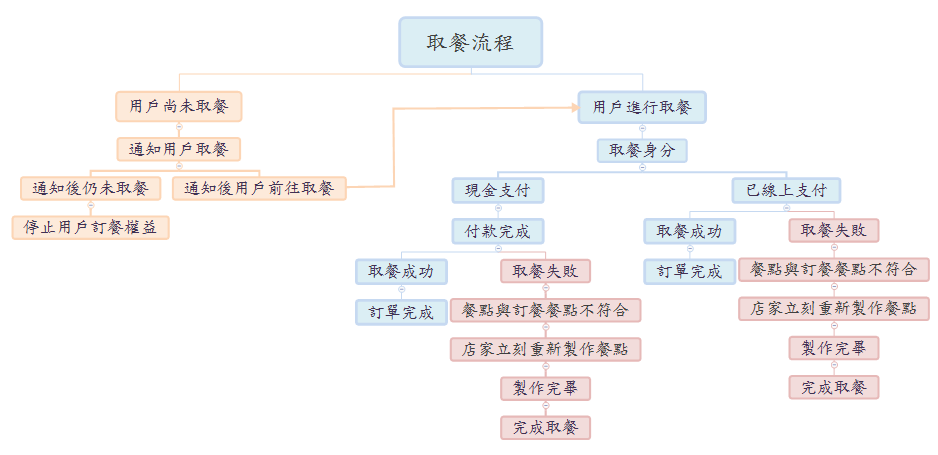 取餐流程
用戶尚未取餐
用戶進行取餐
通知用戶取餐
取餐身分
通知後仍未取餐
通知後用戶前往取餐
現金支付
已線上支付
停止用戶訂餐權益
付款完成
取餐成功
取餐失敗
取餐成功
取餐失敗
訂單完成
餐點與訂餐餐點不符合
訂單完成
餐點與訂餐餐點不符合
店家立刻重新製作餐點
店家立刻重新製作餐點
製作完畢
製作完畢
完成取餐
完成取餐